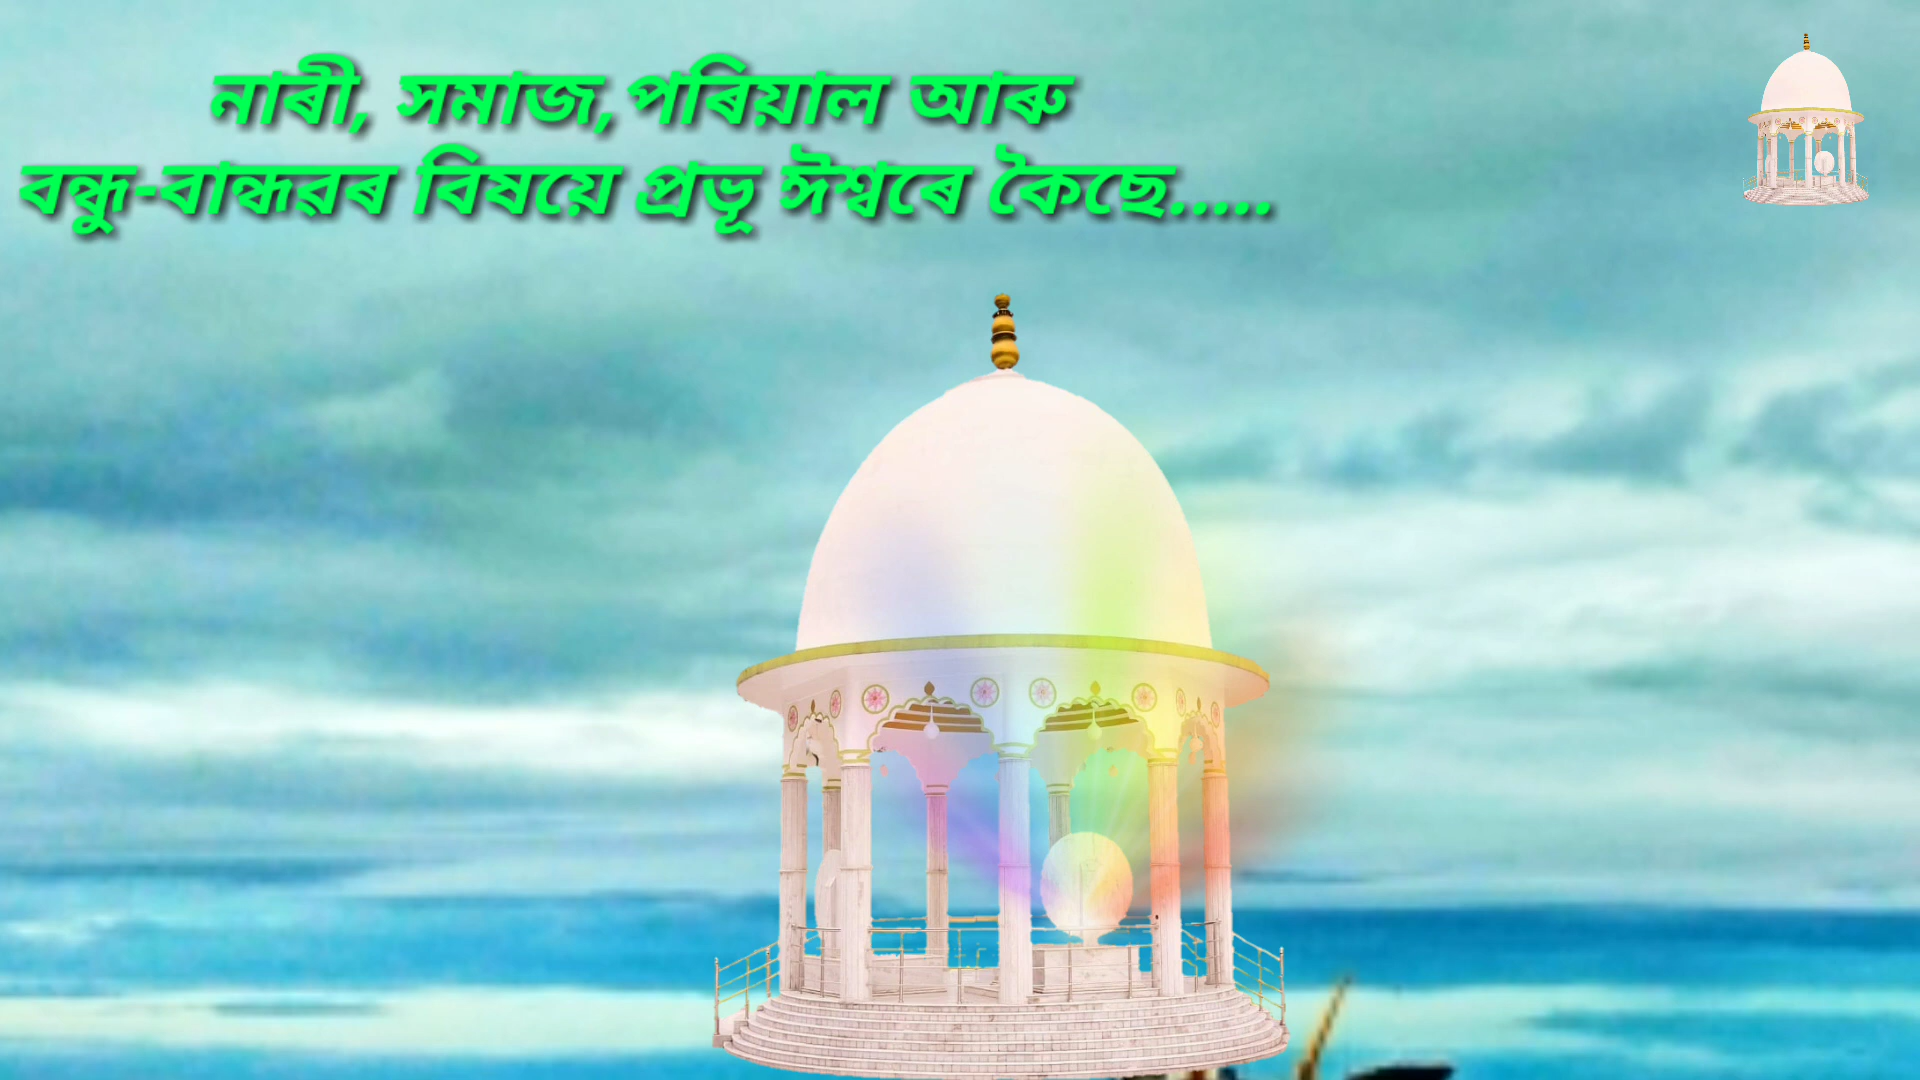 নাৰী, সমাজ,পৰিয়াল আৰু
বন্ধু-বান্ধৱৰ বিষয়ে প্ৰভূ ঈশ্বৰে কৈছে.....